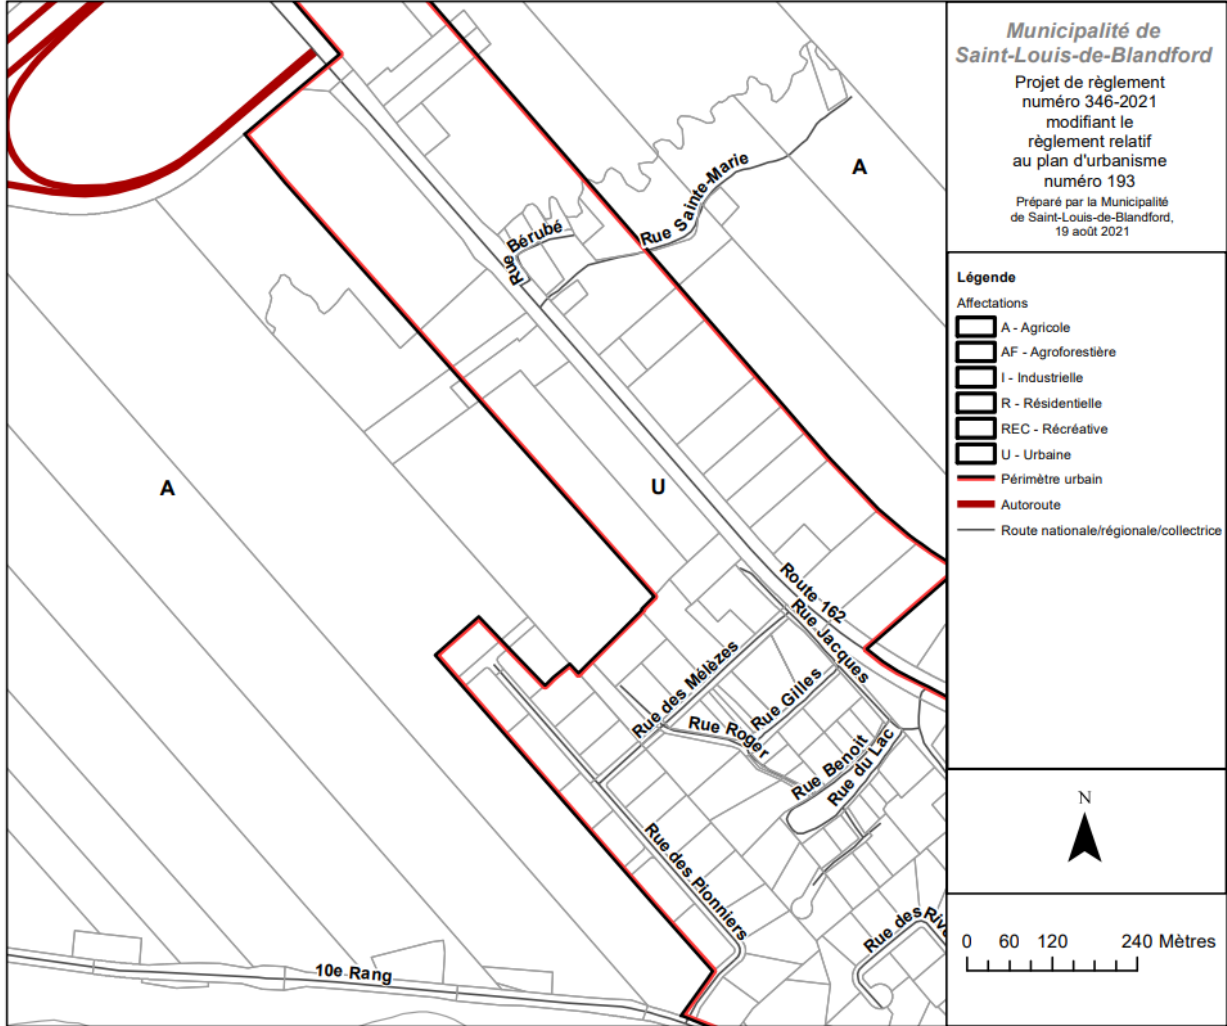 Municipalité de
Saint-Louis-de-Blandford
Projet de règlement
numéro 346-2021
modifiant le
règlement relatif
au plan d'urbanisme
numéro 193
Préparé par la Municipalité
de Saint-Louis-de-Blandford,
19 août 2021
Légende
Affectations
A - Agricole
AF - Agroforestière
I - Industrielle
R - Résidentielle
REC - Récréative
U - Urbaine
Périmètre urbain
Autoroute
Route nationale/régionale/collectrice
N
0 60 120 240 Mètres
A
Rue Sainte-Marie
Rue Bérubé
A
U
Route 162
Rue Jacques
Rue des Mélèzes
Rue Gilles
Rue Roger
Rue Benoit
Rue du Lac
Rue des Pionniers
Rue des Rive
10e Rang